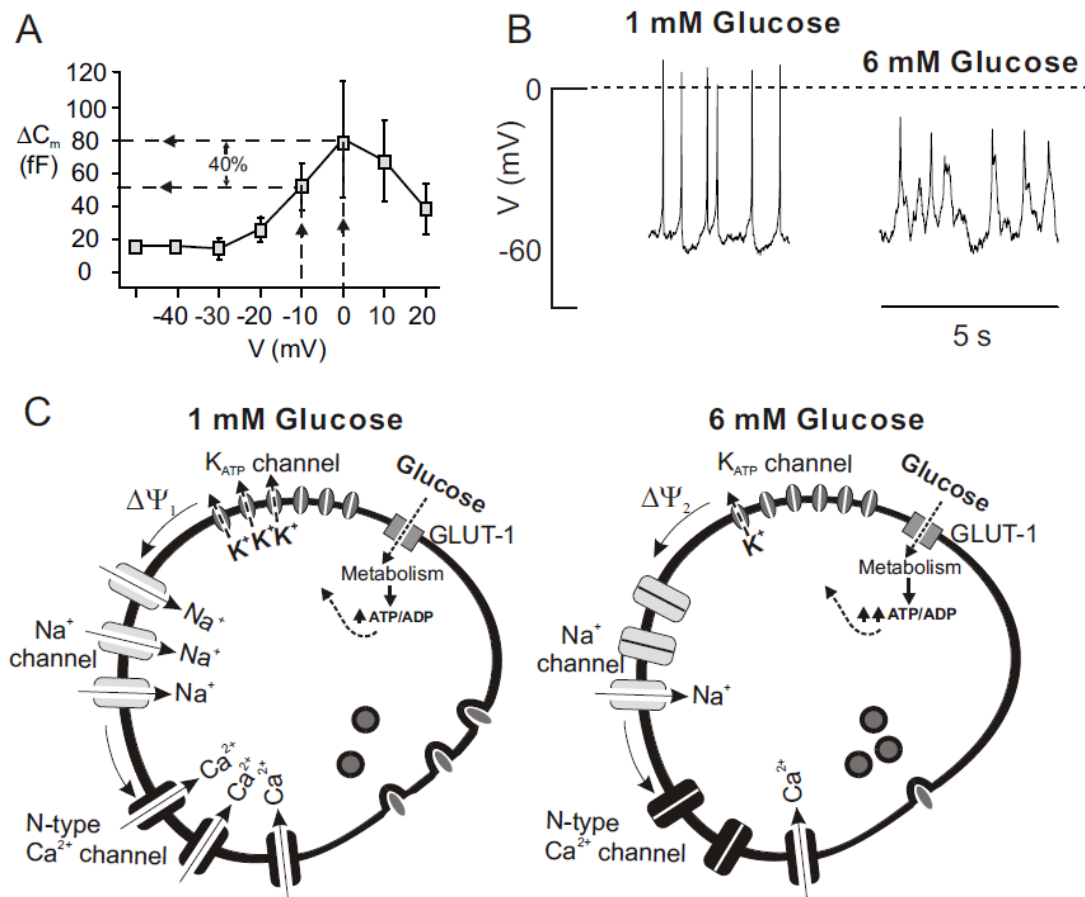 A
120
100
80
60
40
20
0
ΔCm
(fF)
40%
-40 -30 -20 -10 0 10 20
V (mV)
B
1 mM Glucose
6 mM Glucose
0
-60
V (mV)
5 s
C
1 mM Glucose
KATP channel
Glucose
ΔΨ1
K+ K+ K+
GLUT-1
Metabolism
ATP/ADP
Na+
Na+
Na+
Na+
channel
Ca2+
Ca2+
Ca2+
N-type
Ca2+ channel
6 mM Glucose
KATP channel
Glucose
ΔΨ2
K+
GLUT-1
Metabolism
ATP/ADP
Na+
channel
Na+
Ca2+
N-type
Ca2+ channel